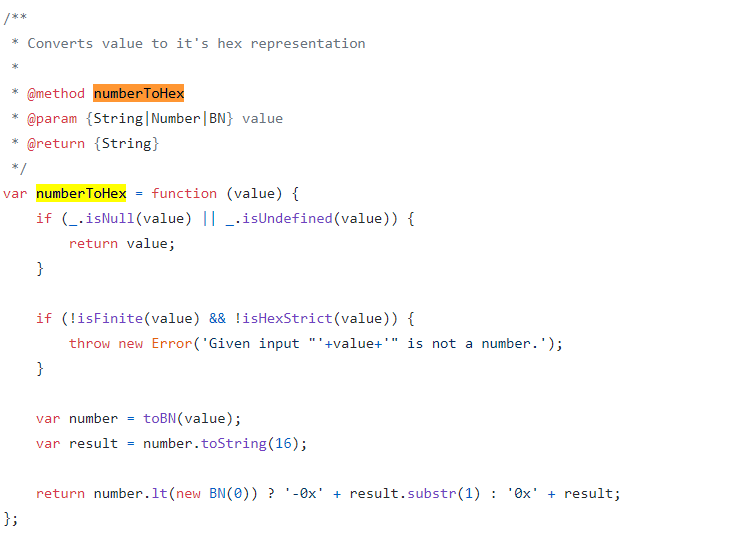 /**
 * Converts value to it's hex representation
 *
 * @method numberToHex
 * @param {String|Number|BN} value
 * @return {String}
 */
var numberToHex = function (value) {
    if (_.isNull(value) || _.isUndefined(value)) {
        return value;
    }

    if (!isFinite(value) && !isHexStrict(value)) {
        throw new Error('Given input "'+value+'" is not a number.');
    }

    var number = toBN(value);
    var result = number.toString(16);

    return number.lt(new BN(0)) ? '-0x' + result.substr(1) : '0x' + result;
};